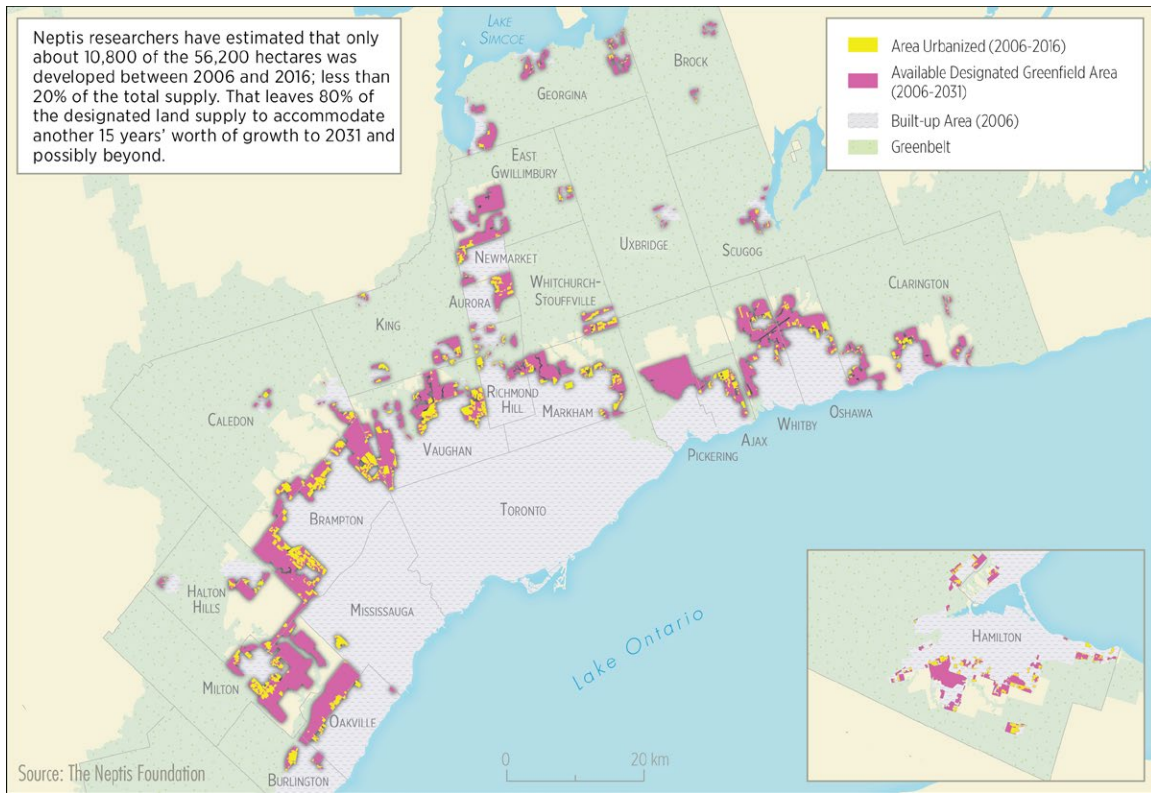 Neptis researchers have estimated that only
about 10,800 of the 56,200 hectares was
developed between 2006 and 2016; less than
20% of the total supply. That leaves 80% of
the designated land supply to accommodate
another 15 years' worth of growth to 2031 and
possibly beyond.
LAKE
SIMCOE
Area Urbanized (2006-2016)
Available Designated Greenfield Area
(2006-2031)
Built-up Area (2006)
Greenbelt
BROCK
GEORGINA
EAST
GWILLIMBURY
UXBRIDGE
SCUGOG
NEWMARKET
WHITCHURCH-
STOUFFVILLE
CLARINGTON
AURORA
KING
RICHMOND
HILL
MARKHAM
CALEDON
VAUGHAN
OSHAWA
WHITBY
AJAX
PICKERING
TORONTO
BRAMPTON
HALTON
HILLS
MISSISSAUGA
Lake Ontario
HAMILTON
MILTON
OAKVILLE
BURLINGTON
0 20 km
Source: The Neptis Foundation